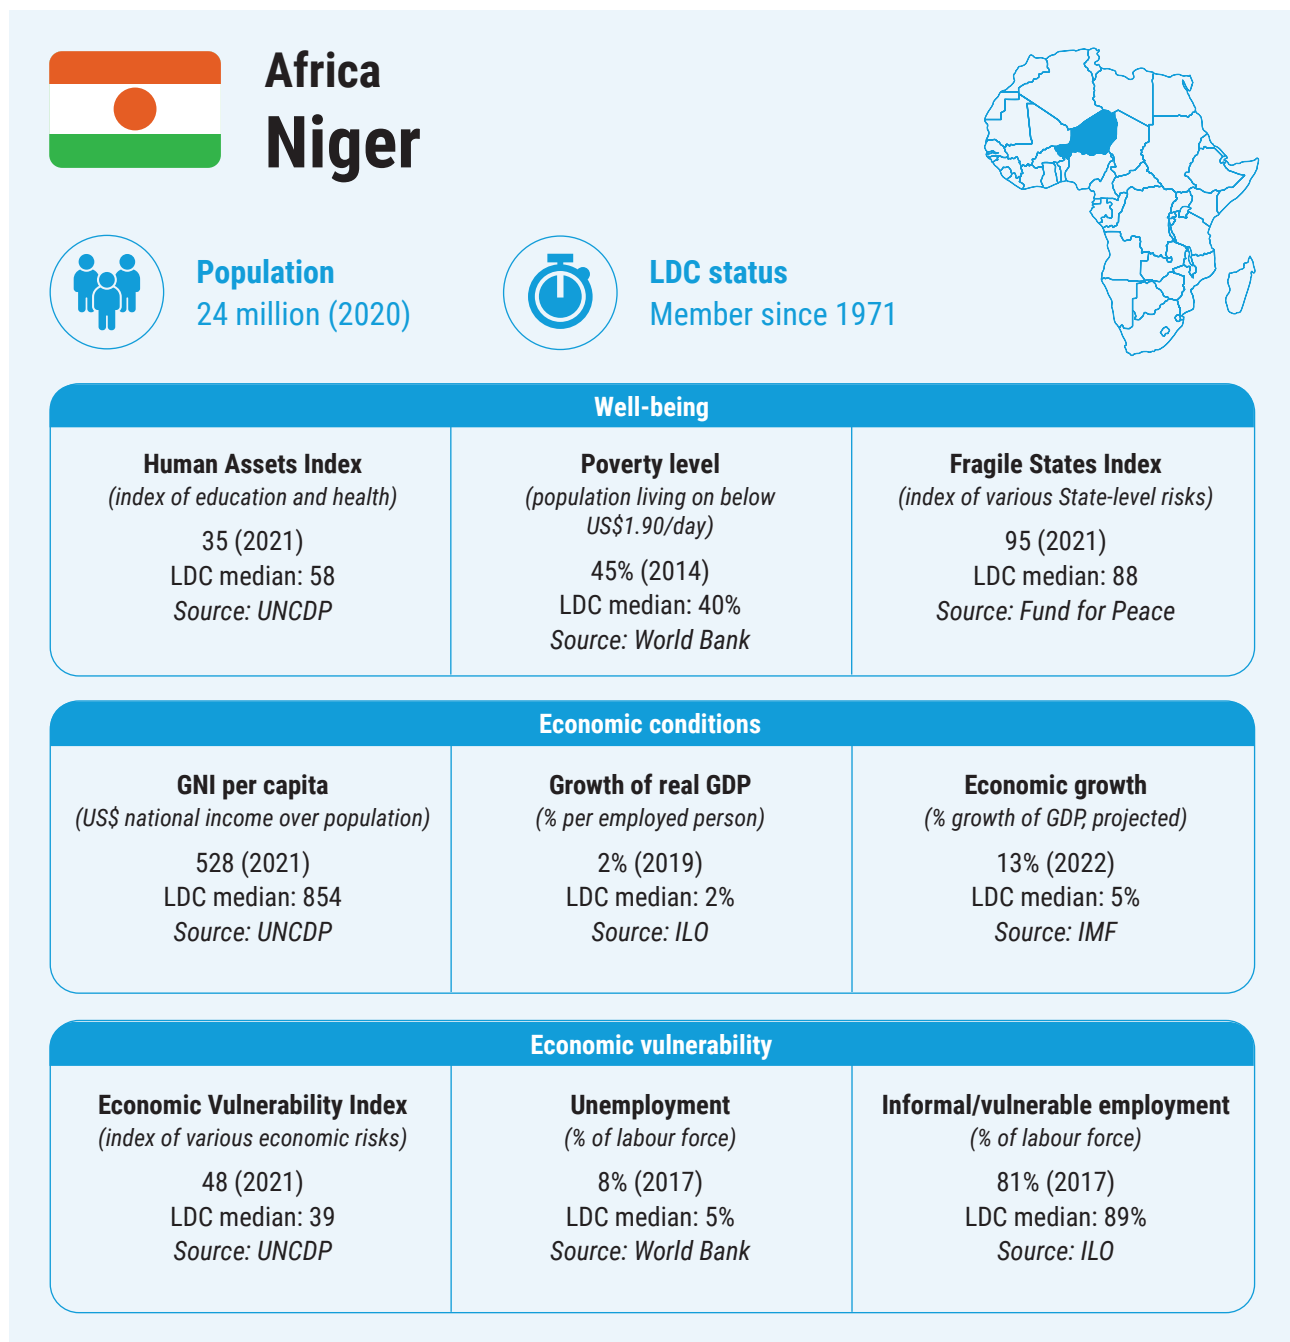 Africa
Niger
Population
24 million (2020)
LDC status
Member since 1971
Well-being
Human Assets Index
(index of education and health)
35 (2021)
LDC median: 58
Source: UNCDP
Poverty level
(population living on below
US$1.90/day)
45% (2014)
LDC median: 40%
Source: World Bank
Fragile States Index
(index of various State-level risks)
95 (2021)
LDC median: 88
Source: Fund for Peace
Economic conditions
GNI per capita
(US$ national income over population)
528 (2021)
LDC median: 854
Source: UNCDP
Growth of real GDP
(% per employed person)
2% (2019)
LDC median: 2%
Source: ILO
Economic growth
(% growth of GDP, projected)
13% (2022)
LDC median: 5%
Source: IMF
Economic vulnerability
Economic Vulnerability Index
(index of various economic risks)
48 (2021)
LDC median: 39
Source: UNCDP
Unemployment
(% of labour force)
8% (2017)
LDC median: 5%
Source: World Bank
Informal/vulnerable employment
(% of labour force)
81% (2017)
LDC median: 89%
Source: ILO